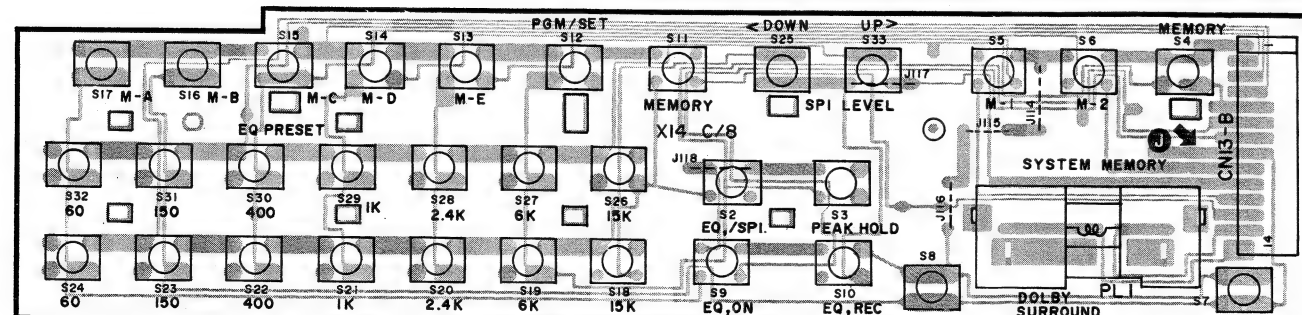 PGM/SET <DOWN UP> MEMORY
S15 S14 S13 S12 S11 S25 S33 S5 S6 S4
S17 M-A S16 M-B M-C M-D M-E MEMORY SPI LEVEL J117 M-1 J114 M-2
EQ PRESET X14 C/8 J115 J CN13-B
J118 SYSTEM MEMORY
S32 S31 S30 S29 S28 S27 S26 S2 S3 J116
60 150 400 1K 2.4K 6K 15K EQ,/SPI. PEAK HOLD
14
S8
S24 S23 S22 S21 S20 S19 S18 S9 S10 PL1 S7
60 150 400 1K 2.4K 6K 15K EQ,ON EQ,REC DOLBY
SURROUND